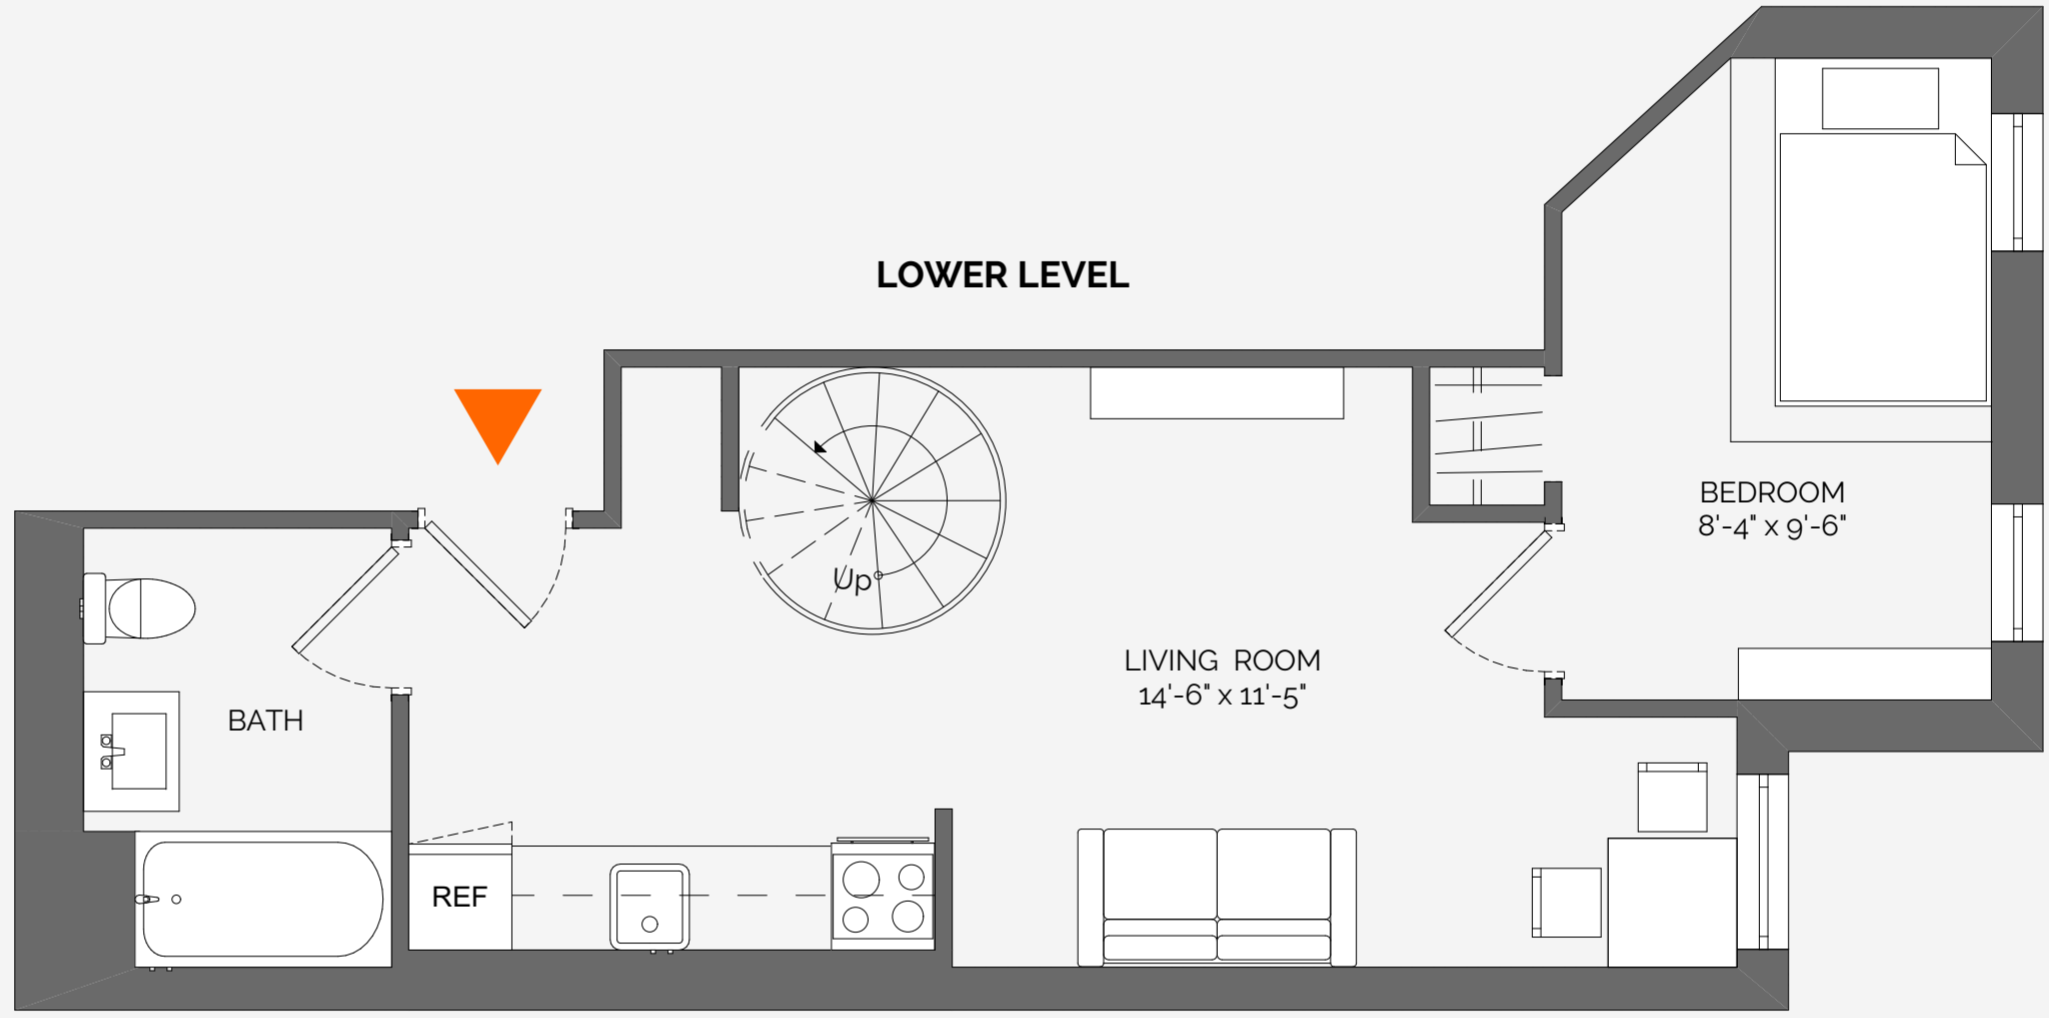 LOWER LEVEL
BEDROOM
8'-4" x 9'-6"
Up
LIVING ROOM
14'-6" x 11'-5"
BATH
REF